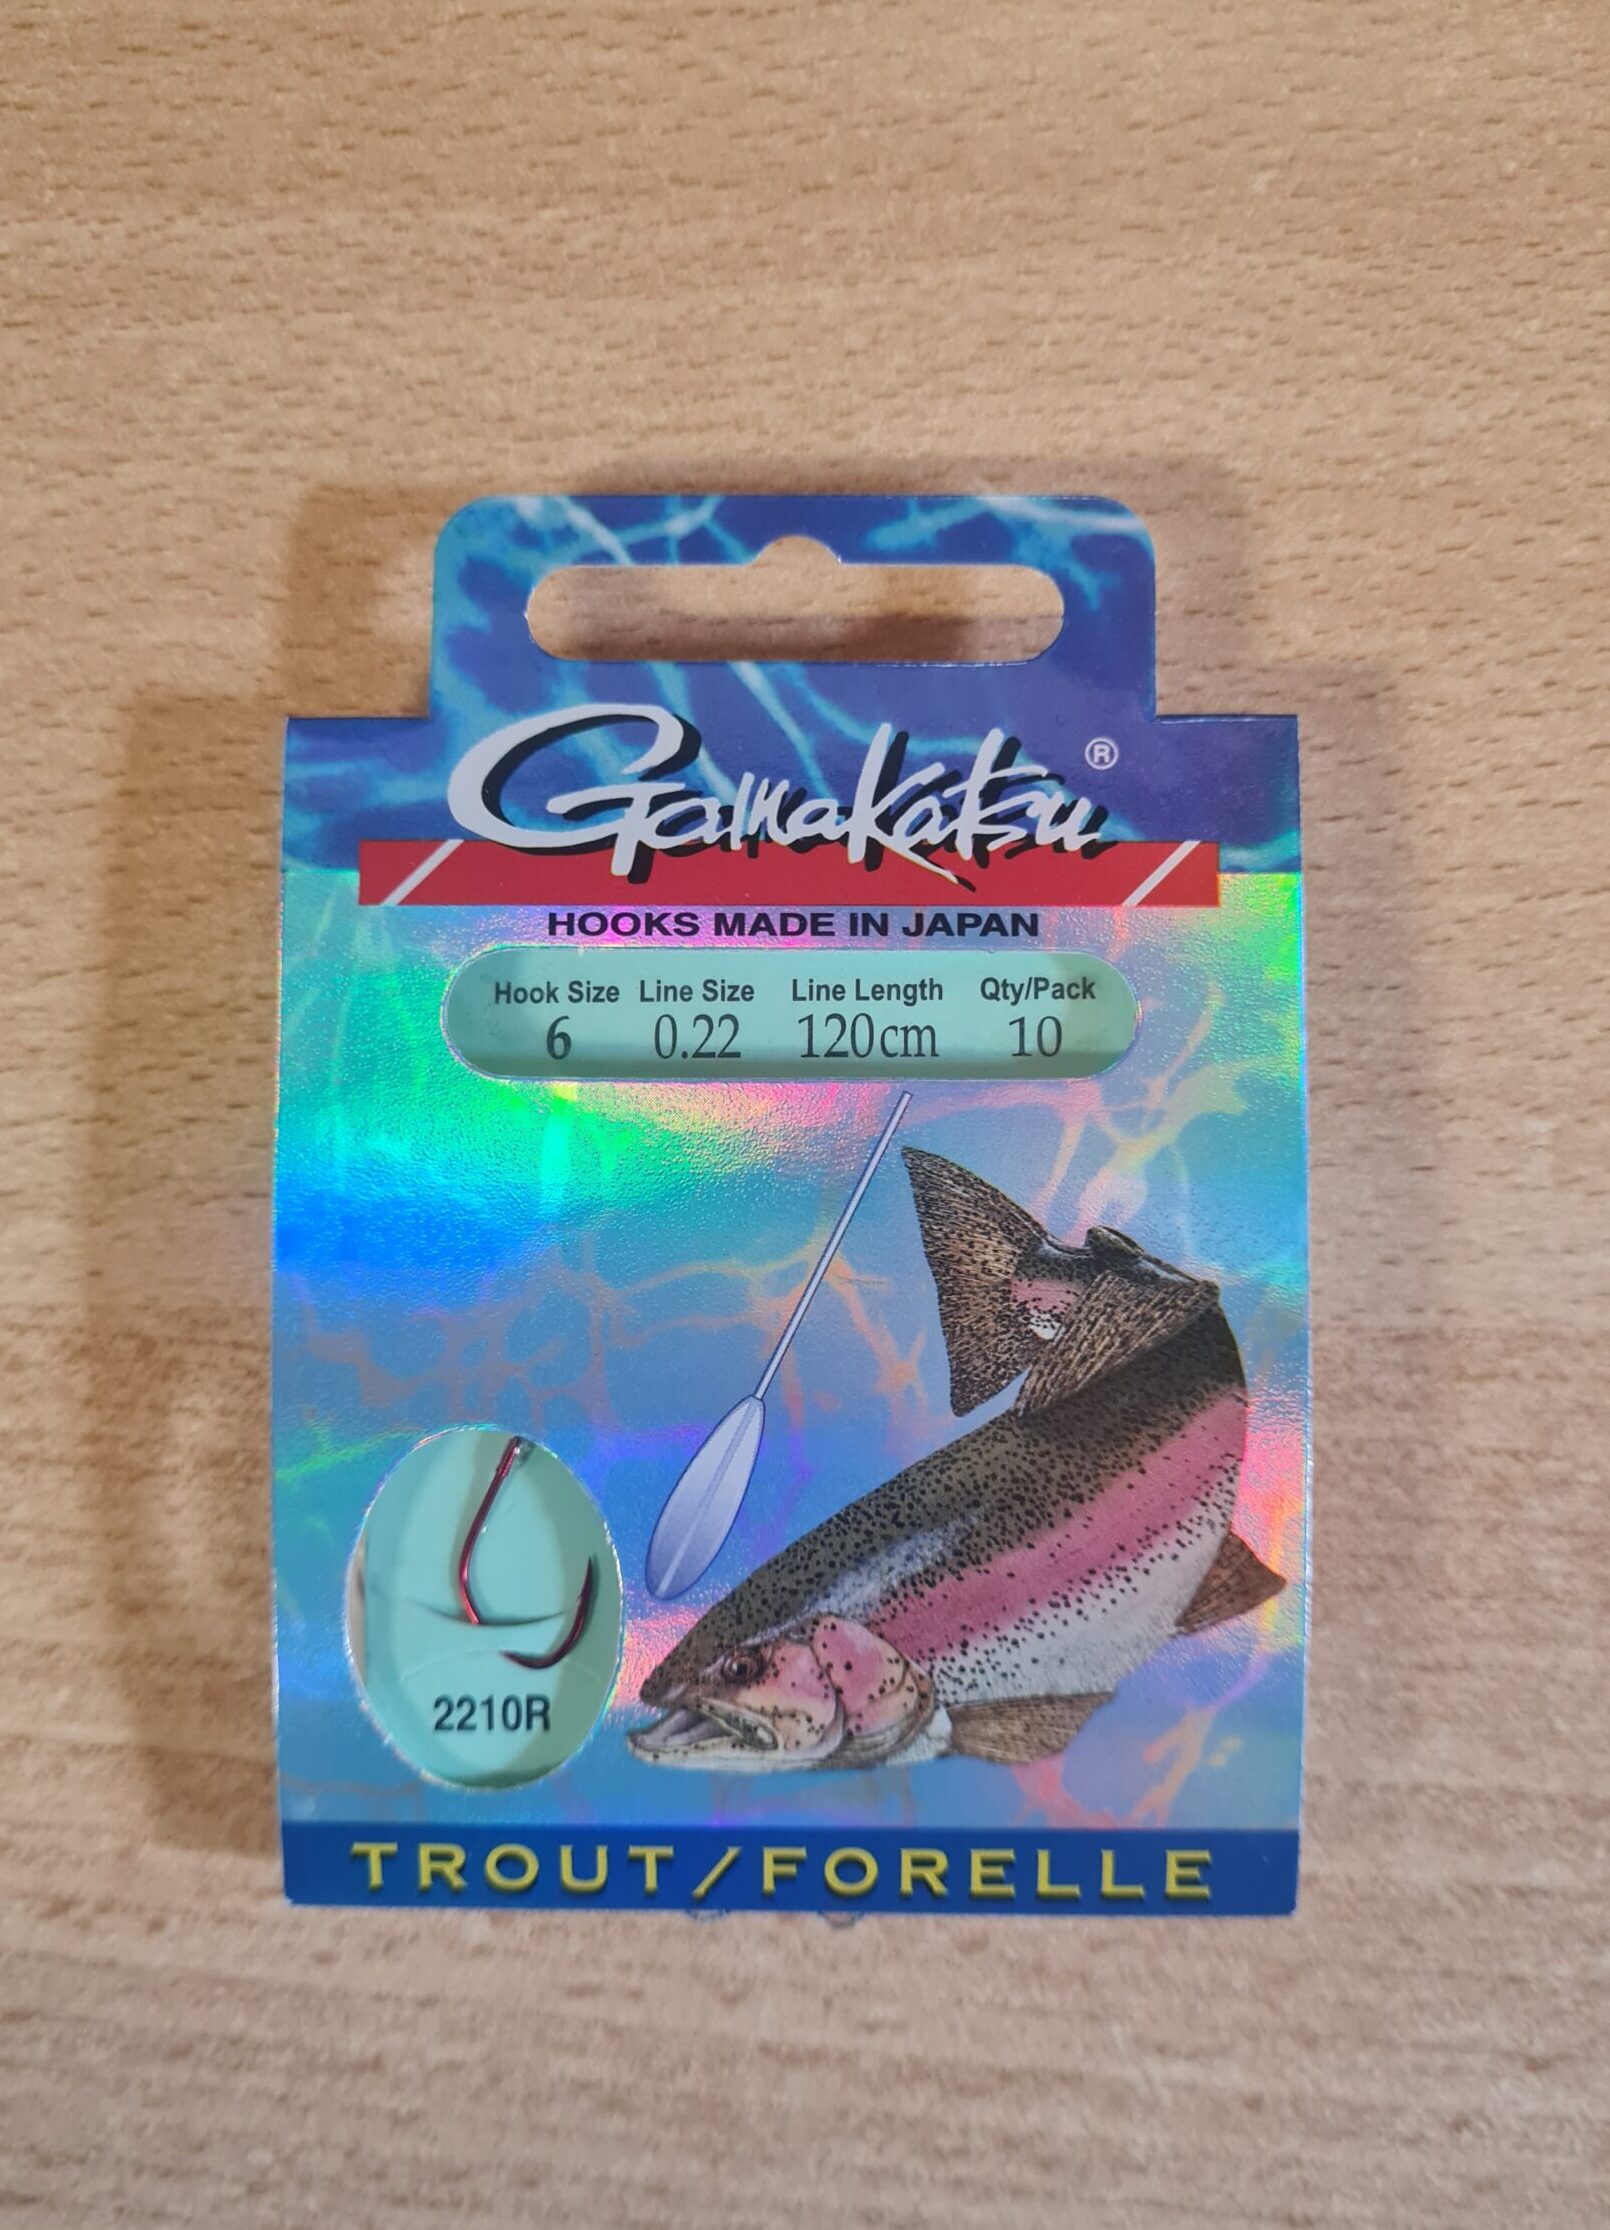 Gamakatsu®
HOOKS MADE IN JAPAN
Hook Size Line Size Line Length Qty/Pack
6 0.22 120cm 10
2210R
TROUT/FORELLE